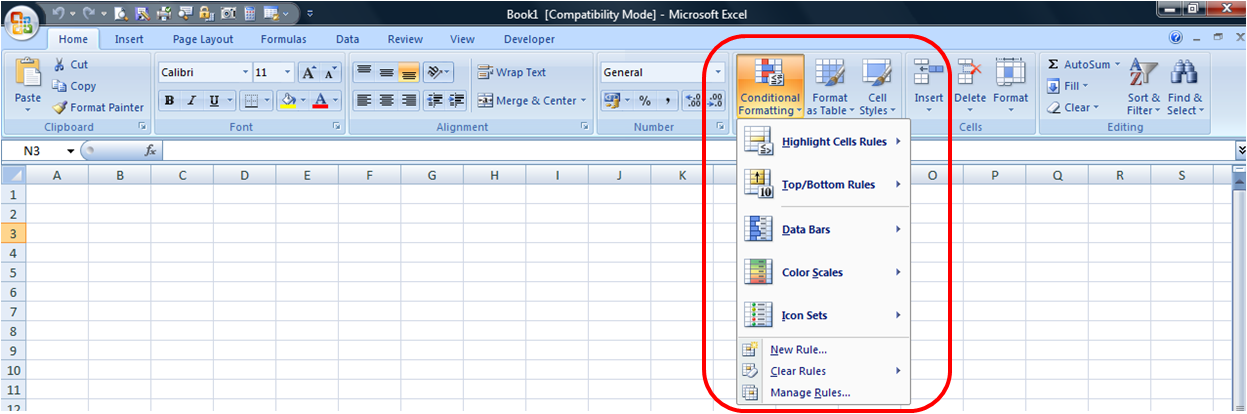 Book1 [Compatibility Mode] - Microsoft Excel
Home Insert Page Layout Formulas Data Review View Developer
Paste
Cut
Copy
Format Painter
Clipboard
Calibri 11
B I U A
Font
Wrap Text
Merge & Center
Alignment
General
% ,
Number
Conditional Formatting
Format as Table
Cell Styles
Insert Delete Format
Cells
Σ AutoSum
Fill
Clear
Sort & Filter
Find & Select
Editing
N3 fx
A B C D E F G H I J K O P Q R S
1
2
3
4
5
6
7
8
9
10
11
12
Highlight Cells Rules
Top/Bottom Rules
Data Bars
Color Scales
Icon Sets
New Rule...
Clear Rules
Manage Rules...